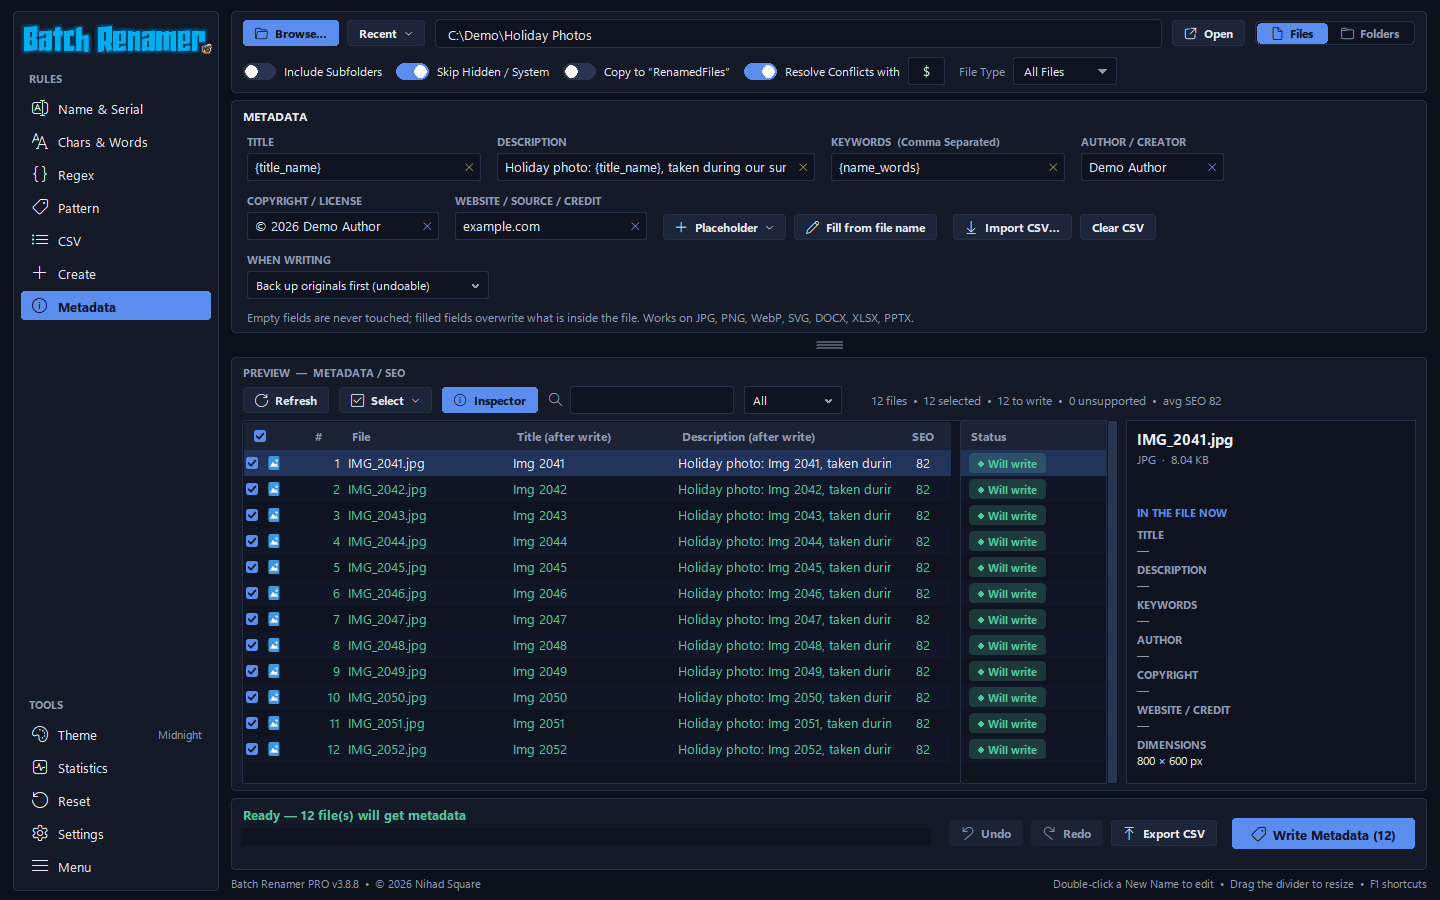 Batch Renamer
RULES
Name & Serial
Chars & Words
Regex
Pattern
CSV
Create
Metadata
TOOLS
Theme Midnight
Statistics
Reset
Settings
Menu
Browse... Recent C:\Demo\Holiday Photos Open Files Folders
Include Subfolders Skip Hidden / System Copy to “RenamedFiles” Resolve Conflicts with $ File Type All Files
METADATA
TITLE DESCRIPTION KEYWORDS (Comma Separated) AUTHOR / CREATOR
{title_name} Holiday photo: {title_name}, taken during our sur {name_words} Demo Author
COPYRIGHT / LICENSE WEBSITE / SOURCE / CREDIT
© 2026 Demo Author example.com Placeholder Fill from file name Import CSV... Clear CSV
WHEN WRITING
Back up originals first (undoable)
Empty fields are never touched; filled fields overwrite what is inside the file. Works on JPG, PNG, WebP, SVG, DOCX, XLSX, PPTX.
PREVIEW — METADATA / SEO
Refresh Select Inspector All 12 files • 12 selected • 12 to write • 0 unsupported • avg SEO 82
# File Title (after write) Description (after write) SEO Status
1 IMG_2041.jpg Img 2041 Holiday photo: Img 2041, taken durin 82 Will write
2 IMG_2042.jpg Img 2042 Holiday photo: Img 2042, taken durin 82 Will write
3 IMG_2043.jpg Img 2043 Holiday photo: Img 2043, taken durin 82 Will write
4 IMG_2044.jpg Img 2044 Holiday photo: Img 2044, taken durin 82 Will write
5 IMG_2045.jpg Img 2045 Holiday photo: Img 2045, taken durin 82 Will write
6 IMG_2046.jpg Img 2046 Holiday photo: Img 2046, taken durin 82 Will write
7 IMG_2047.jpg Img 2047 Holiday photo: Img 2047, taken durin 82 Will write
8 IMG_2048.jpg Img 2048 Holiday photo: Img 2048, taken durin 82 Will write
9 IMG_2049.jpg Img 2049 Holiday photo: Img 2049, taken durin 82 Will write
10 IMG_2050.jpg Img 2050 Holiday photo: Img 2050, taken durin 82 Will write
11 IMG_2051.jpg Img 2051 Holiday photo: Img 2051, taken durin 82 Will write
12 IMG_2052.jpg Img 2052 Holiday photo: Img 2052, taken durin 82 Will write
IMG_2041.jpg
JPG · 8.04 KB
IN THE FILE NOW
TITLE
—
DESCRIPTION
—
KEYWORDS
—
AUTHOR
—
COPYRIGHT
—
WEBSITE / CREDIT
—
DIMENSIONS
800 × 600 px
Ready — 12 file(s) will get metadata
Undo Redo Export CSV Write Metadata (12)
Batch Renamer PRO v3.8.8 • © 2026 Nihad Square
Double-click a New Name to edit • Drag the divider to resize • F1 shortcuts